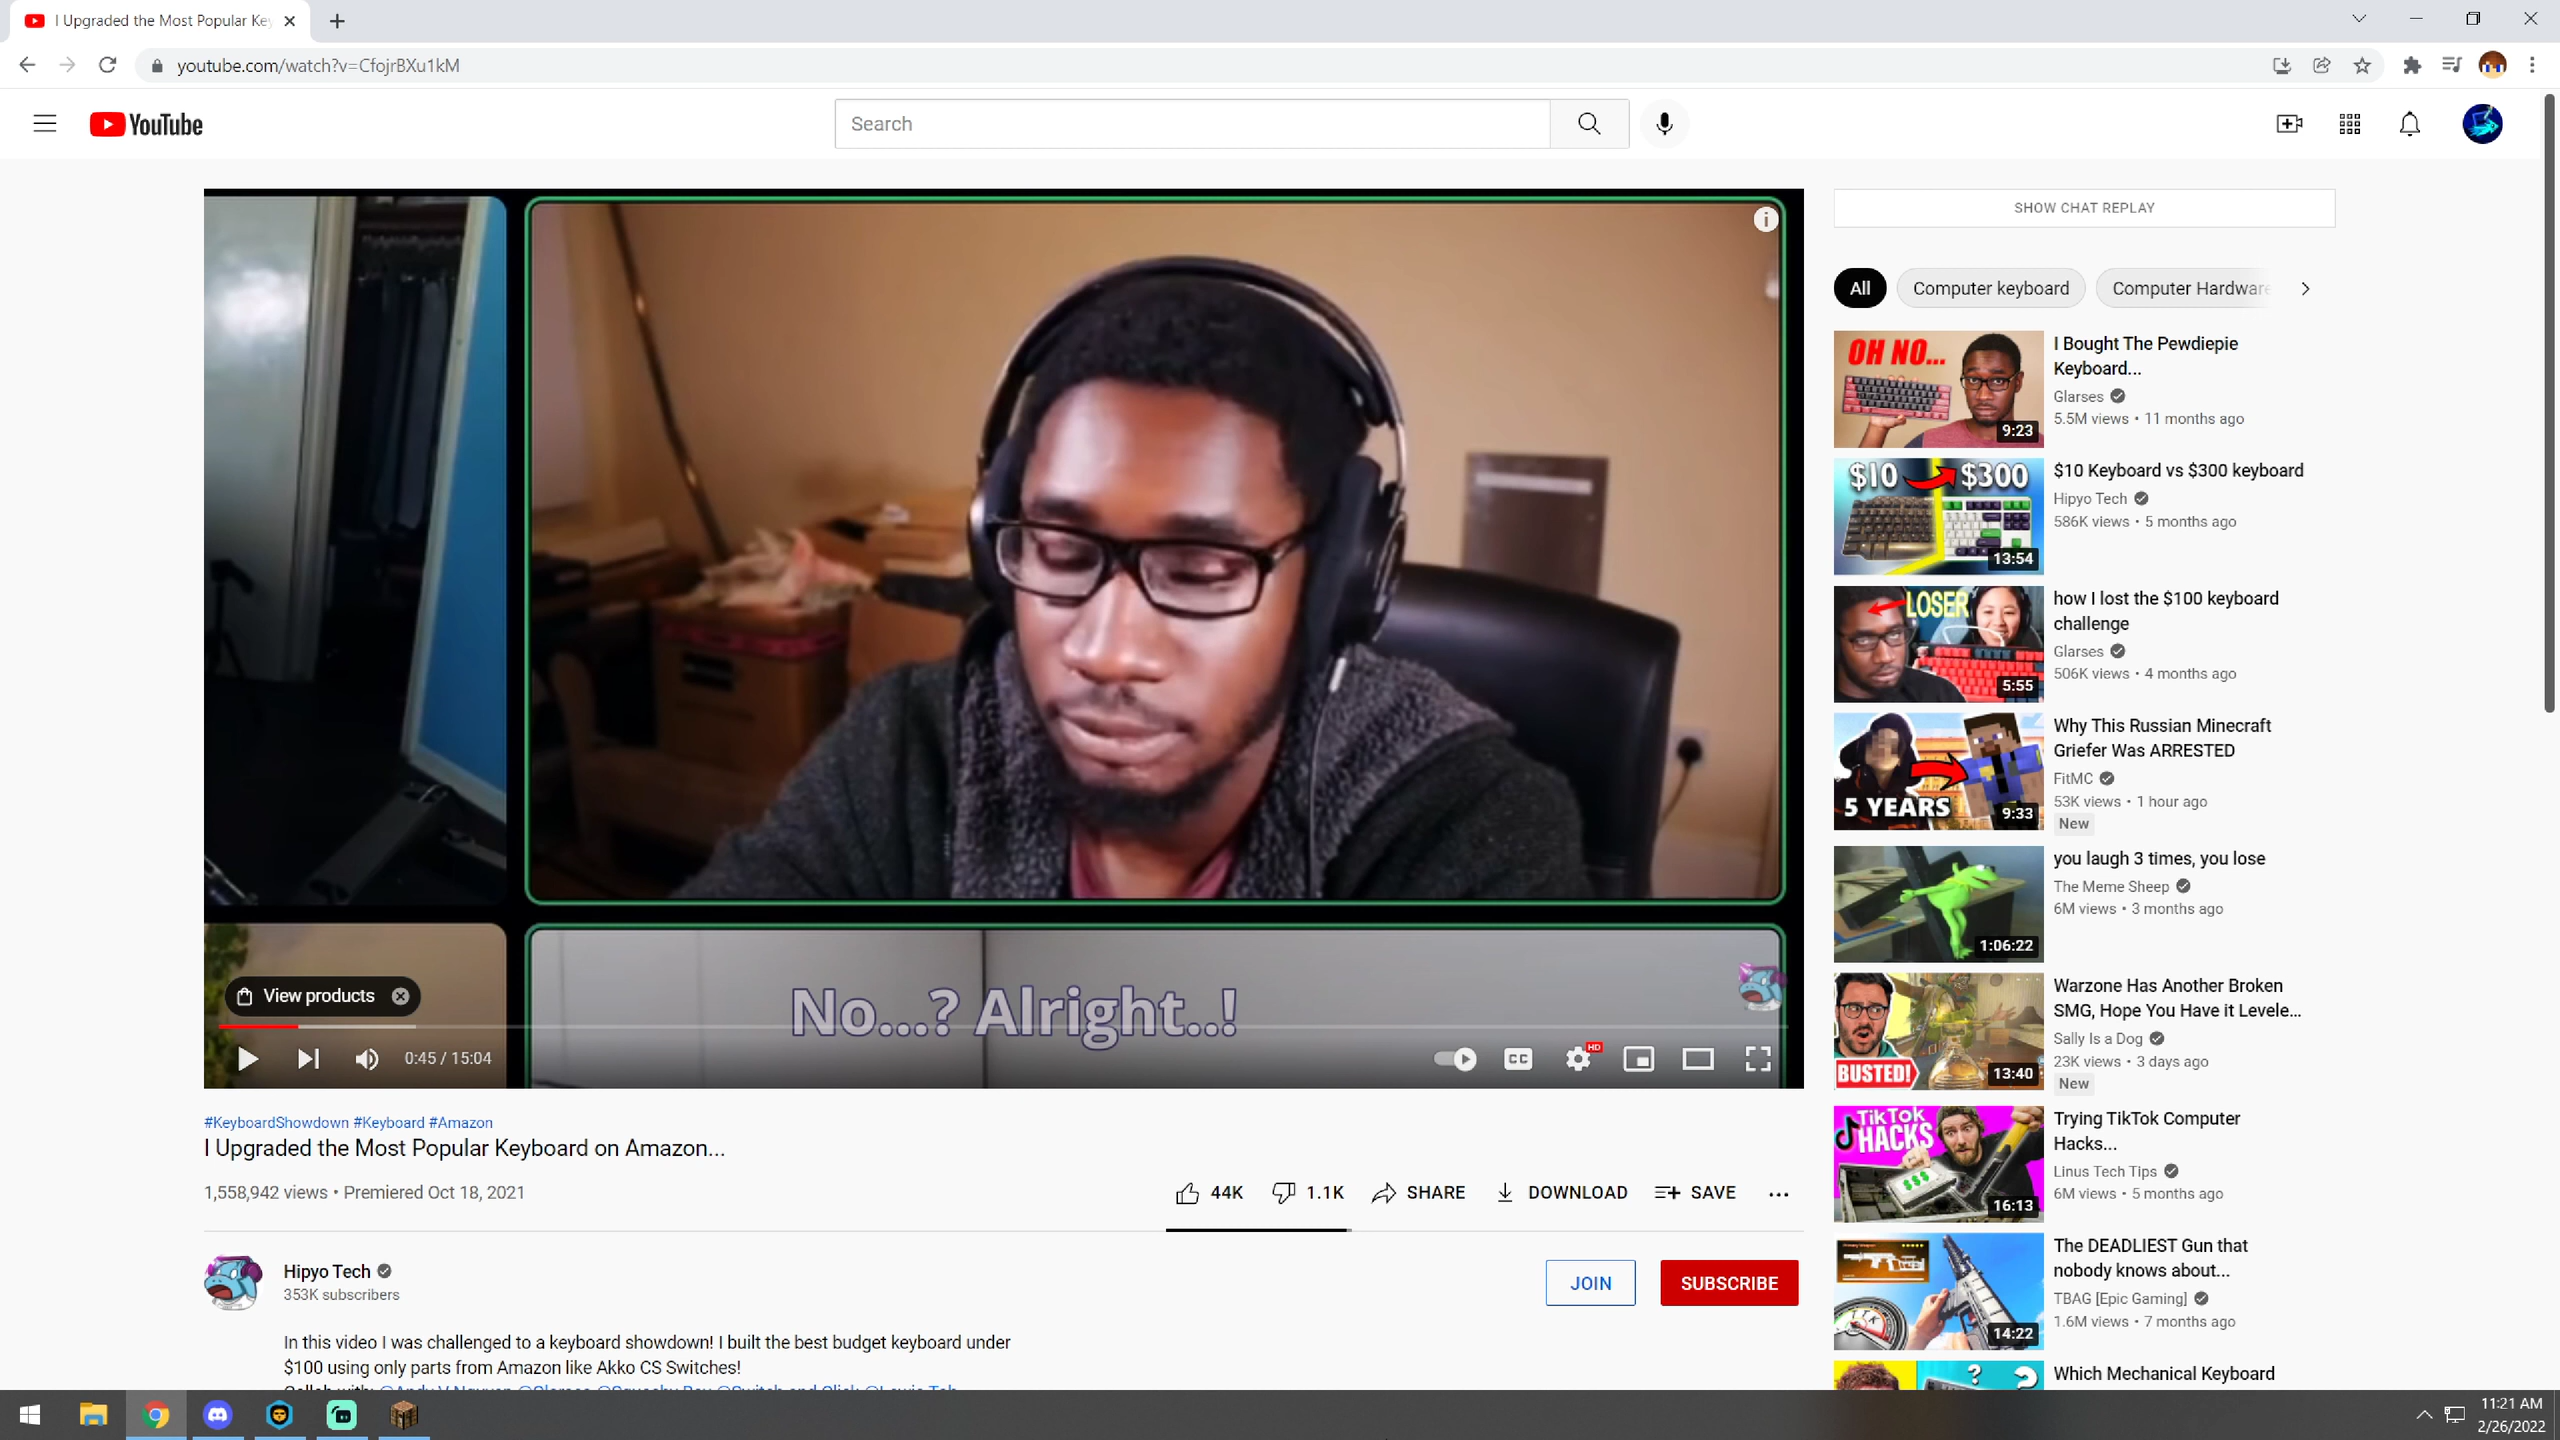 I Upgraded the Most Popular Ke
youtube.com/watch?v=CfojrBXu1kM
YouTube
Search
No...? Alright..!
View products
0:45 / 15:04
CC
HD
#KeyboardShowdown #Keyboard #Amazon
I Upgraded the Most Popular Keyboard on Amazon...
1,558,942 views • Premiered Oct 18, 2021
44K
1.1K
SHARE
DOWNLOAD
SAVE
Hipyo Tech
353K subscribers
JOIN
SUBSCRIBE
In this video I was challenged to a keyboard showdown! I built the best budget keyboard under
$100 using only parts from Amazon like Akko CS Switches!
SHOW CHAT REPLAY
All
Computer keyboard
Computer Hardware
OH NO...
9:23
I Bought The Pewdiepie
Keyboard...
Glarses
5.5M views • 11 months ago
$10 $300
13:54
$10 Keyboard vs $300 keyboard
Hipyo Tech
586K views • 5 months ago
LOSER
5:55
how I lost the $100 keyboard
challenge
Glarses
506K views • 4 months ago
5 YEARS
9:33
Why This Russian Minecraft
Griefer Was ARRESTED
FitMC
53K views • 1 hour ago
New
1:06:22
you laugh 3 times, you lose
The Meme Sheep
6M views • 3 months ago
BUSTED!
13:40
Warzone Has Another Broken
SMG, Hope You Have it Levele...
Sally Is a Dog
23K views • 3 days ago
New
TikTok
HACKS
$$$
16:13
Trying TikTok Computer
Hacks...
Linus Tech Tips
6M views • 5 months ago
14:22
The DEADLIEST Gun that
nobody knows about...
TBAG [Epic Gaming]
1.6M views • 7 months ago
? ?
Which Mechanical Keyboard
11:21 AM
2/26/2022